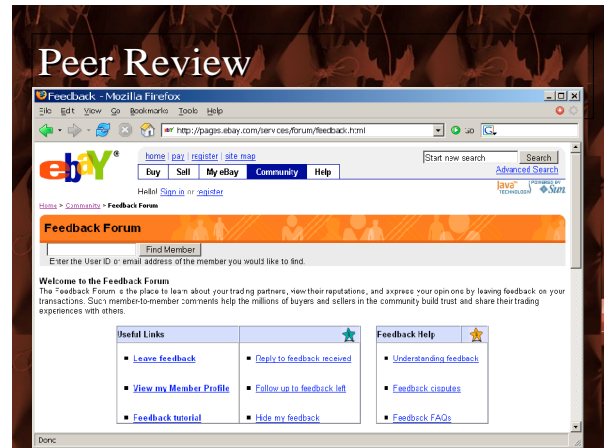 Peer Review
Feedback - Mozilla Firefox
File Edit View Go Bookmarks Tools Help
http://pages.ebay.com/services/forum/feedback.html Go G
ebY®
home | pay | register | site map
Start new search Search
Buy Sell My eBay Community Help
Advanced Search
Hello! Sign in or register
Java™ TECHNOLOGY POWERED BY Sun
Home > Community > Feedback Forum
Feedback Forum
Find Member
Enter the User ID or email address of the member you would like to find.
Welcome to the Feedback Forum
The Feedback Forum is the place to learn about your trading partners, view their reputations, and express your opinions by leaving feedback on your
transactions. Such member-to-member comments help the millions of buyers and sellers in the community build trust and share their trading
experiences with others.
Useful Links
Feedback Help
Leave feedback
Reply to feedback received
Understanding feedback
View my Member Profile
Follow up to feedback left
Feedback disputes
Feedback tutorial
Hide my feedback
Feedback FAQs
Done